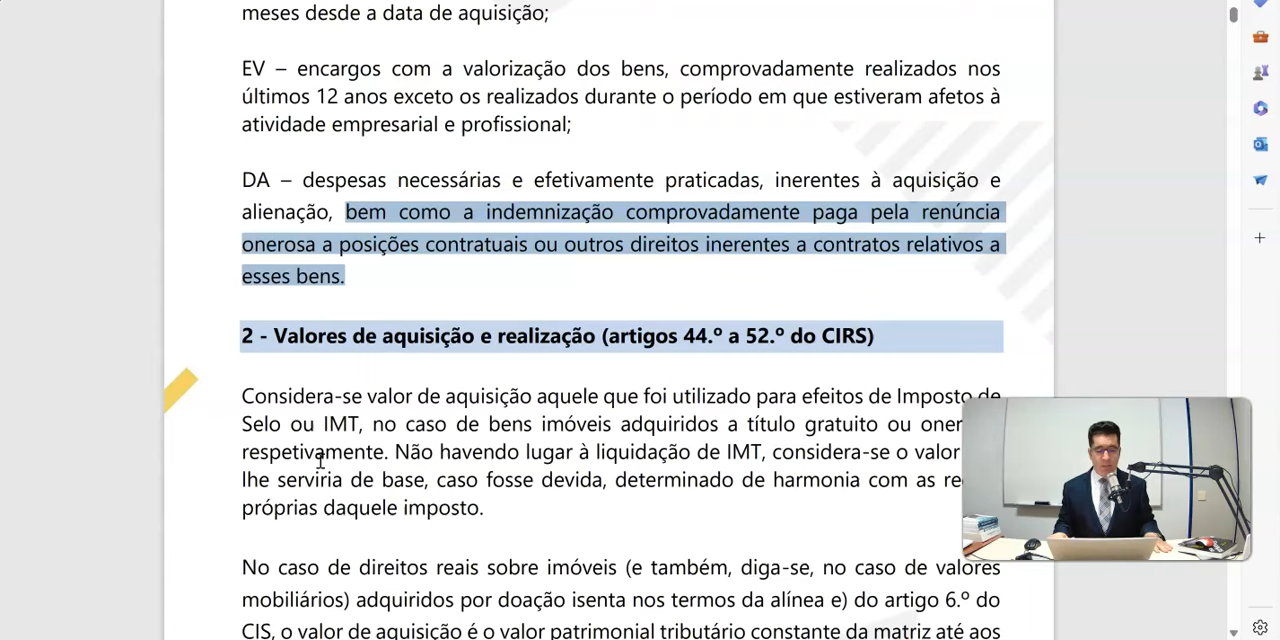 meses desde a data de aquisição;
EV – encargos com a valorização dos bens, comprovadamente realizados nos
últimos 12 anos exceto os realizados durante o período em que estiveram afetos à
atividade empresarial e profissional;
DA – despesas necessárias e efetivamente praticadas, inerentes à aquisição e
alienação, bem como a indemnização comprovadamente paga pela renúncia
onerosa a posições contratuais ou outros direitos inerentes a contratos relativos a
esses bens.
2 - Valores de aquisição e realização (artigos 44.º a 52.º do CIRS)
Considera-se valor de aquisição aquele que foi utilizado para efeitos de Imposto de
Selo ou IMT, no caso de bens imóveis adquiridos a título gratuito ou
respetivamente. Não havendo lugar à liquidação de IMT, considera-se o valor
lhe serviria de base, caso fosse devida, determinado de harmonia com as
próprias daquele imposto.
No caso de direitos reais sobre imóveis (e também, diga-se, no caso de valores
mobiliários) adquiridos por doação isenta nos termos da alínea e) do artigo 6.º do
CIS, o valor de aquisição é o valor patrimonial tributário constante da matriz até aos